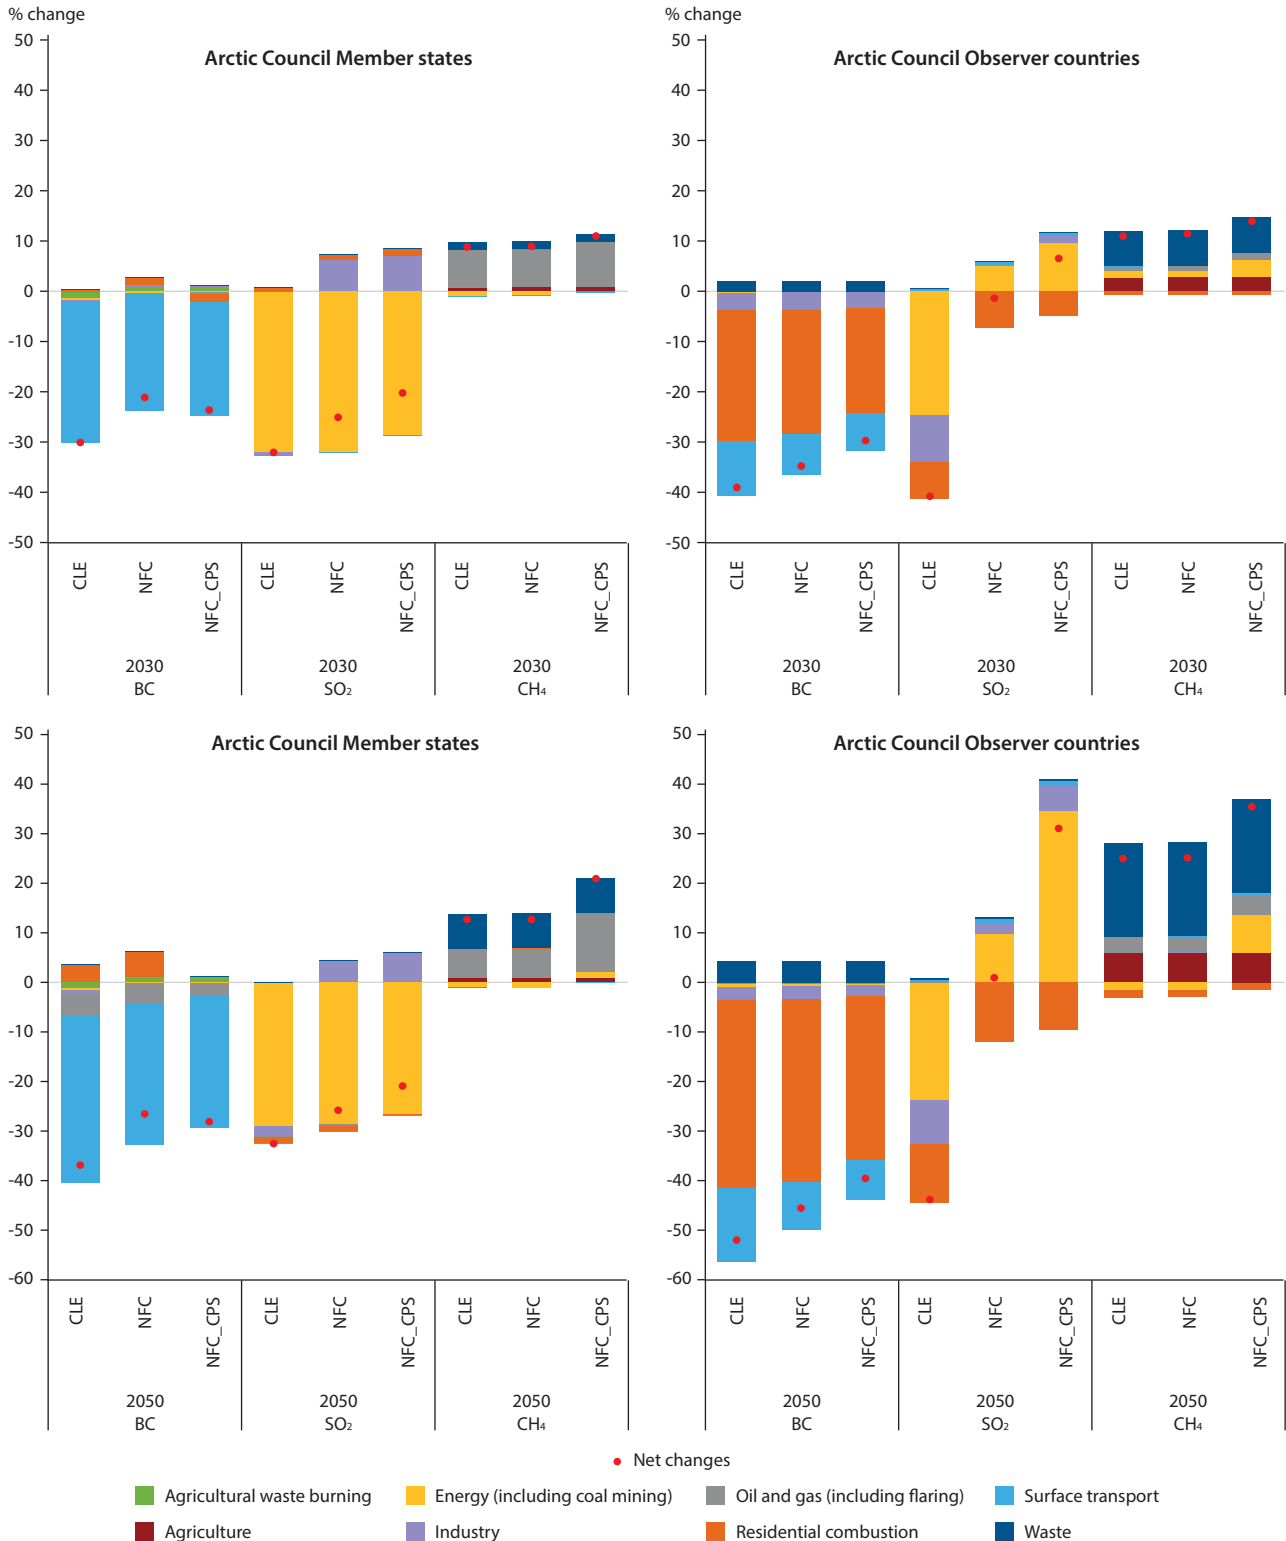 % change
50
40
30
20
10
0
-10
-20
-30
-40
-50
Arctic Council Member states
CLE
NFC
NFC_CPS
CLE
NFC
NFC_CPS
CLE
NFC
NFC_CPS
2030
BC
2030
SO₂
2030
CH₄
% change
50
40
30
20
10
0
-10
-20
-30
-40
-50
Arctic Council Observer countries
CLE
NFC
NFC_CPS
CLE
NFC
NFC_CPS
CLE
NFC
NFC_CPS
2030
BC
2030
SO₂
2030
CH₄
50
40
30
20
10
0
-10
-20
-30
-40
-50
-60
Arctic Council Member states
CLE
NFC
NFC_CPS
CLE
NFC
NFC_CPS
CLE
NFC
NFC_CPS
2050
BC
2050
SO₂
2050
CH₄
50
40
30
20
10
0
-10
-20
-30
-40
-50
-60
Arctic Council Observer countries
CLE
NFC
NFC_CPS
CLE
NFC
NFC_CPS
CLE
NFC
NFC_CPS
2050
BC
2050
SO₂
2050
CH₄
Net changes
Agricultural waste burning
Energy (including coal mining)
Oil and gas (including flaring)
Surface transport
Agriculture
Industry
Residential combustion
Waste